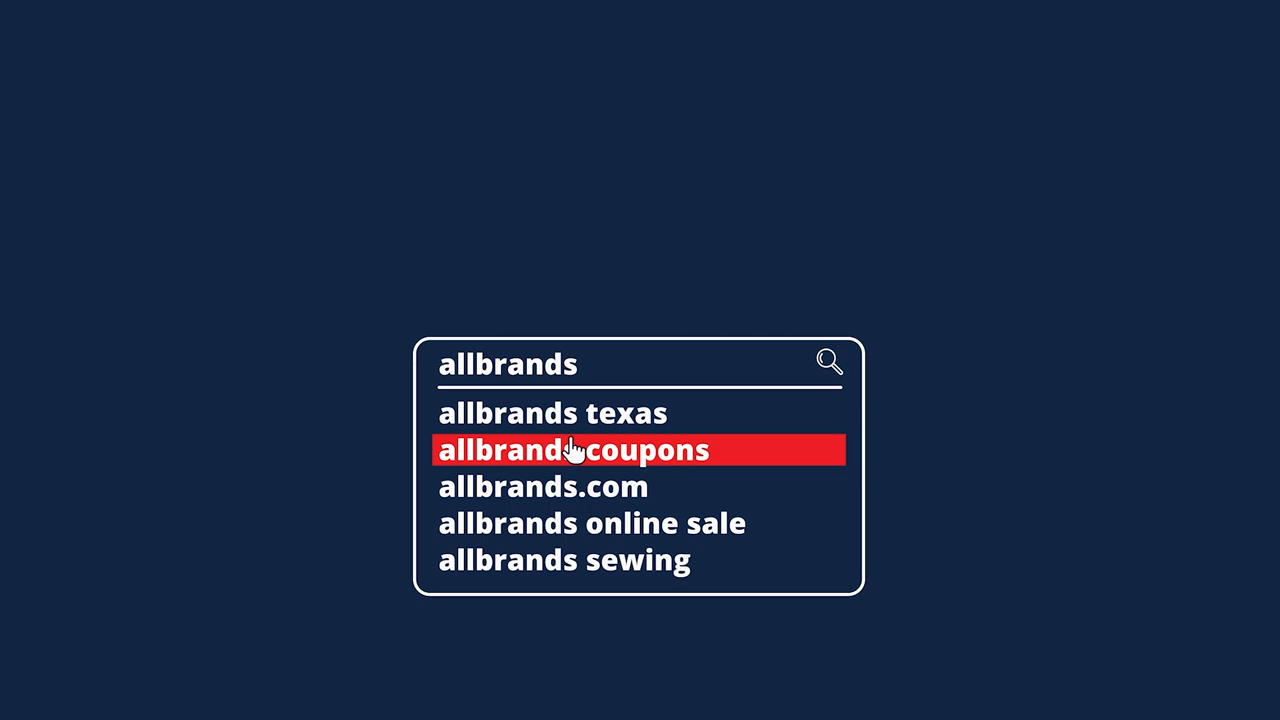 allbrands
allbrands texas
allbrands coupons
allbrands.com
allbrands online sale
allbrands sewing